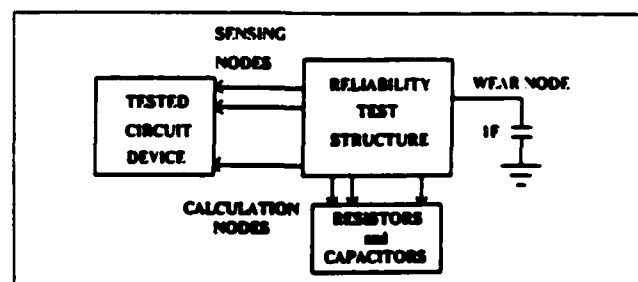 SENSING
NODES
TESTED
CIRCUIT
DEVICE
RELIABILITY
TEST
STRUCTURE
WEAR NODE
1F
CALCULATION
NODES
RESISTORS
and
CAPACITORS